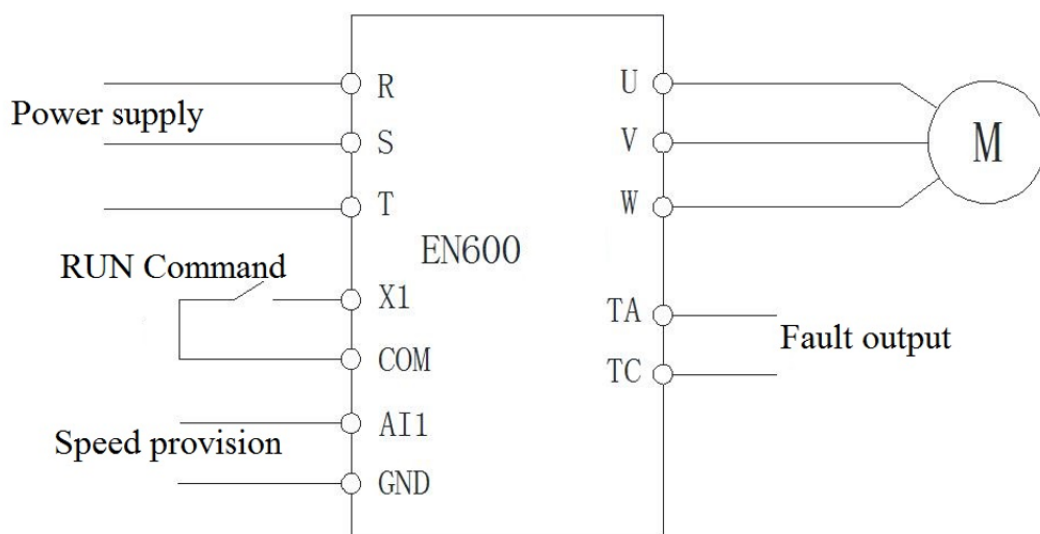 R
U
Power supply
S
V
M
T
W
EN600
RUN Command
X1
TA
Fault output
COM
TC
AI1
Speed provision
GND